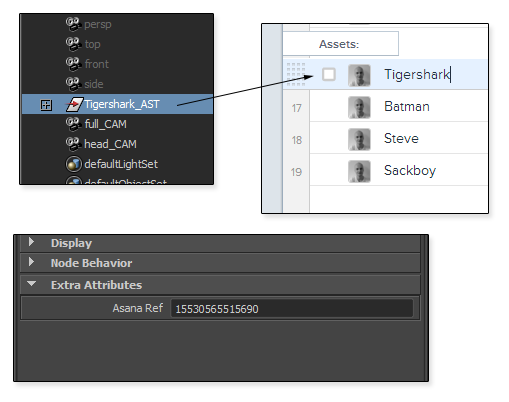 persp
top
front
side
Tigershark_AST
full_CAM
head_CAM
defaultLightSet
defaultObjectSet
Assets:
Tigershark
17 Batman
18 Steve
19 Sackboy
Display
Node Behavior
Extra Attributes
Asana Ref 15530565515690